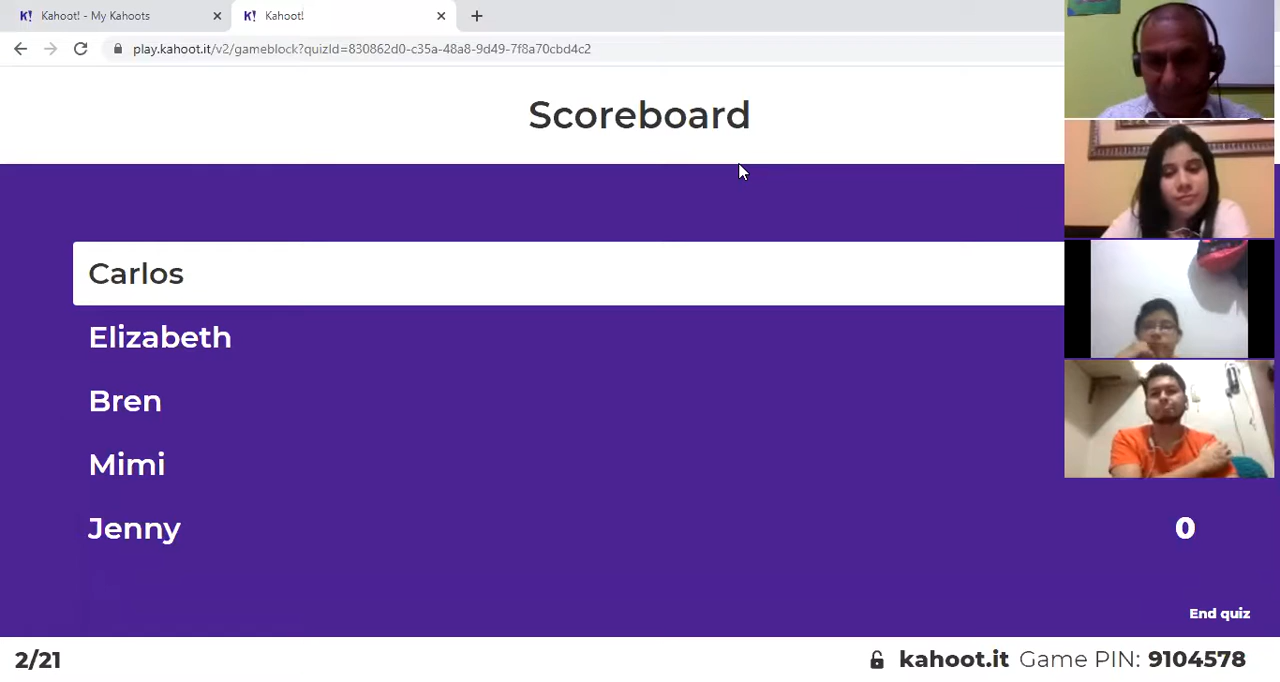 K! Kahoot! - My Kahoots
K! Kahoot!
play.kahoot.it/v2/gameblock?quizId=830862d0-c35a-48a8-9d49-7f8a70cbd4c2
Scoreboard
Carlos
Elizabeth
Bren
Mimi
Jenny 0
End quiz
2/21
kahoot.it Game PIN: 9104578